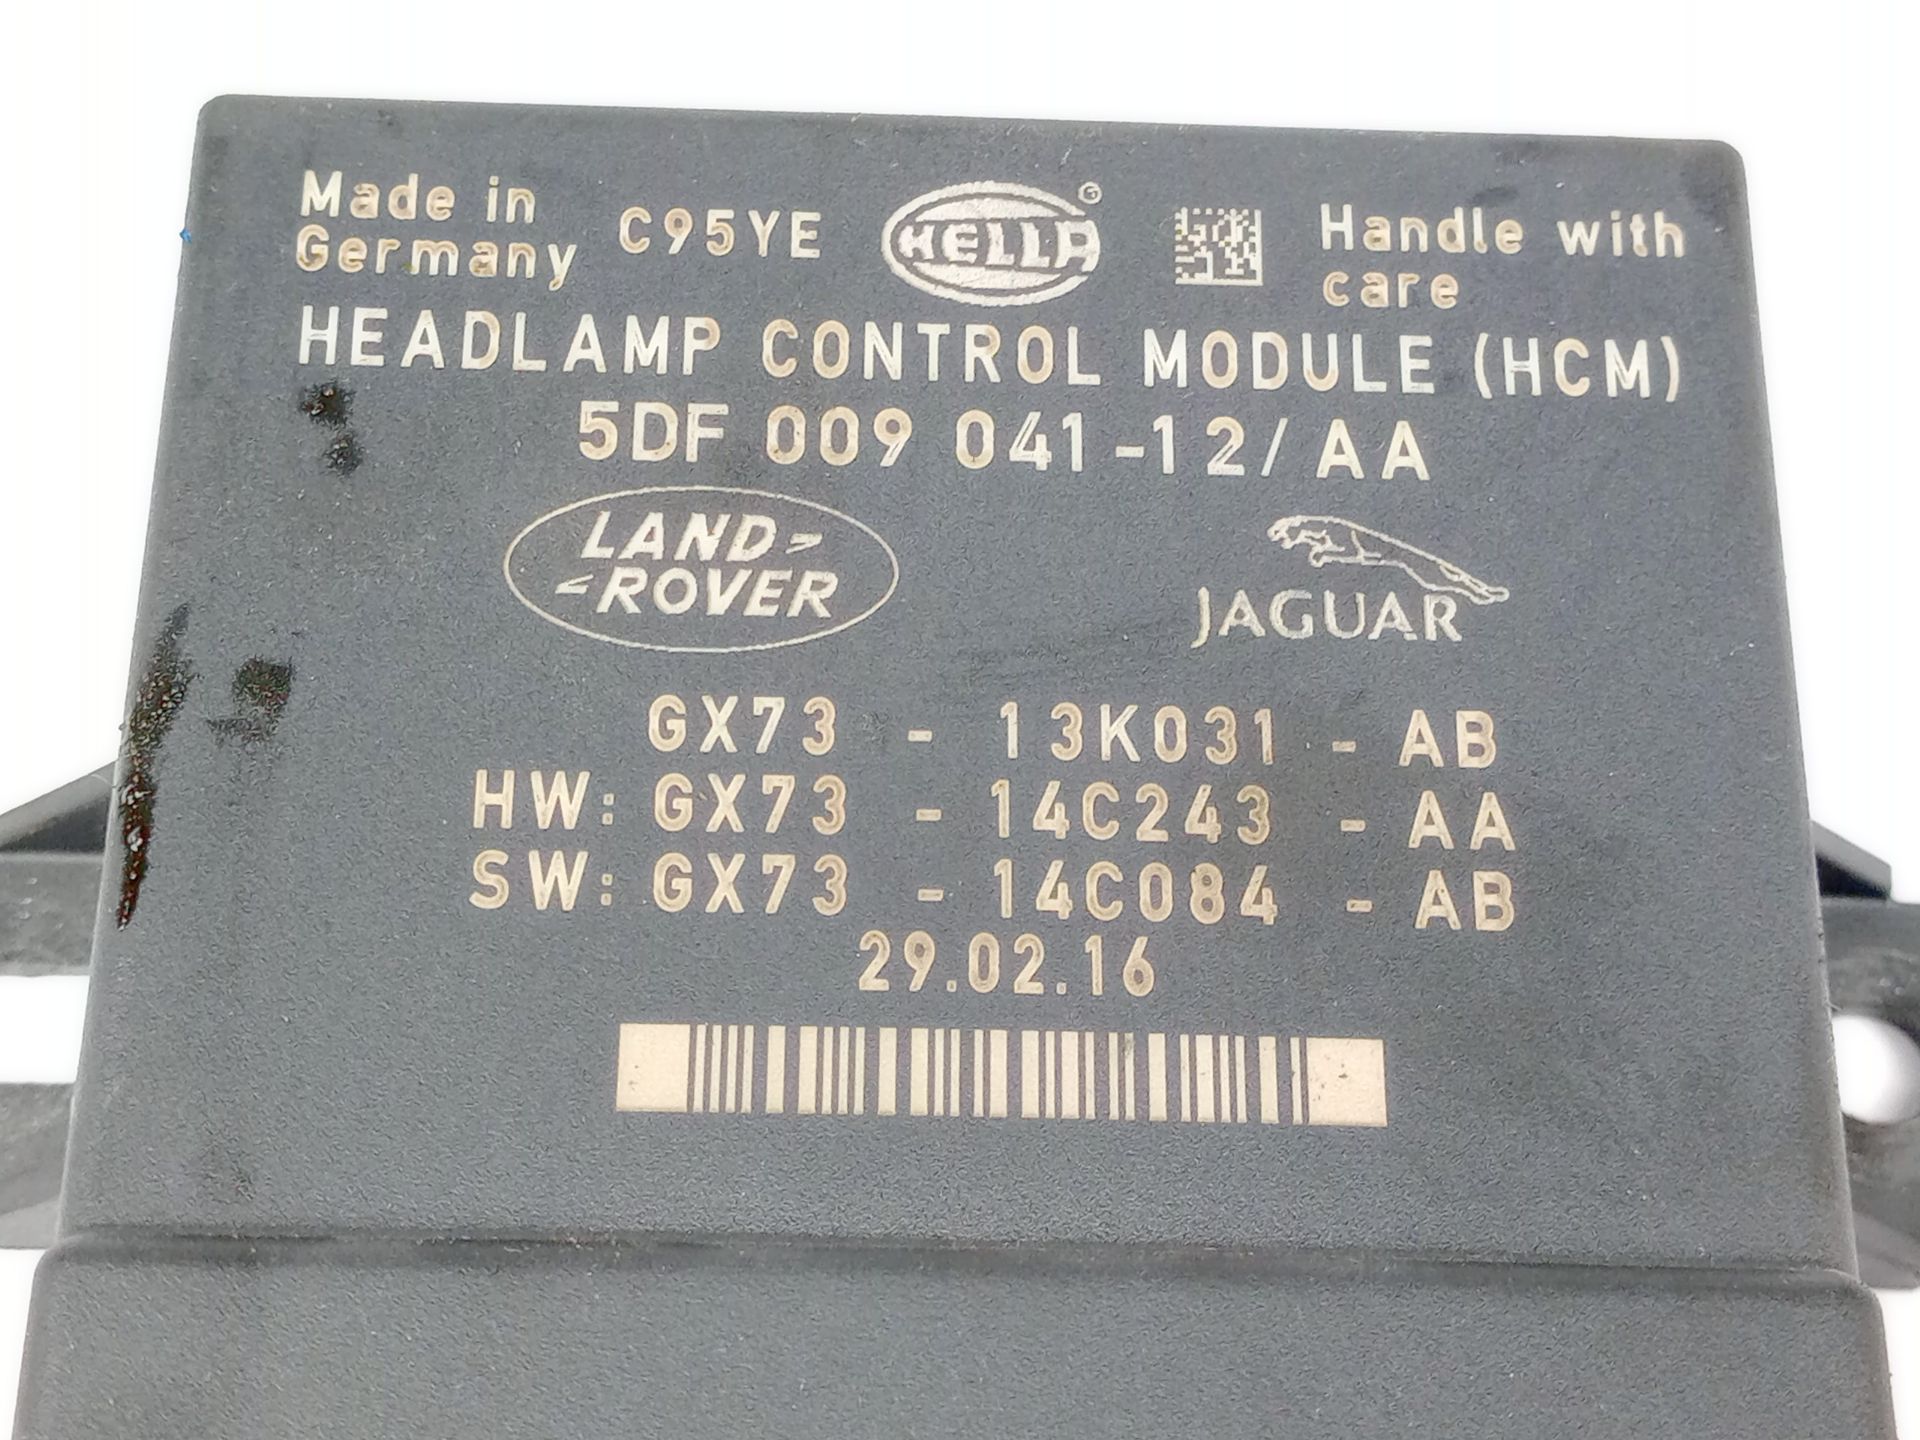 Made in
Germany
C95YE
HELLA ®
Handle with
care
HEADLAMP CONTROL MODULE (HCM)
5DF 009 041-12/AA
LAND
ROVER
JAGUAR
GX73 - 13K031 - AB
HW: GX73 - 14C243 - AA
SW: GX73 - 14C084 - AB
29.02.16